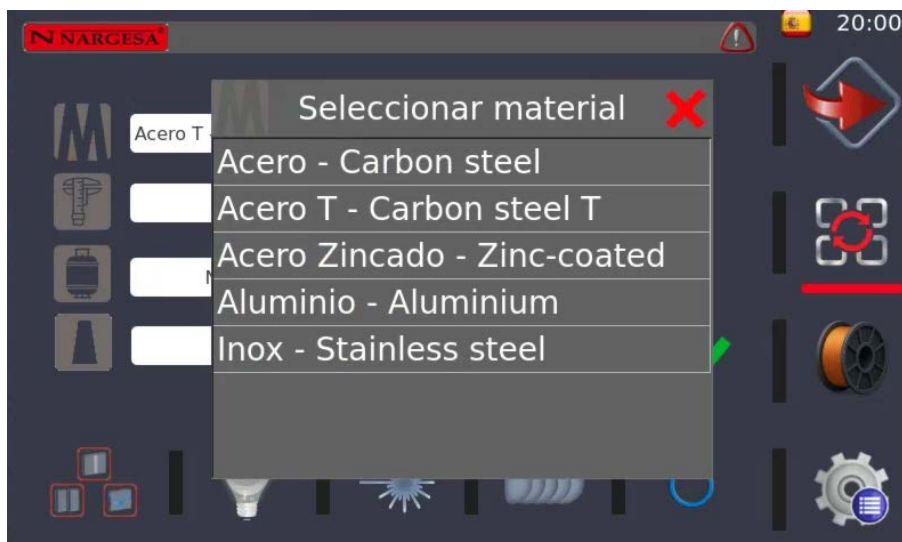 N NARGESA
20:00
Seleccionar material
Acero T
Acero - Carbon steel
Acero T - Carbon steel T
Acero Zincado - Zinc-coated
Aluminio - Aluminium
Inox - Stainless steel